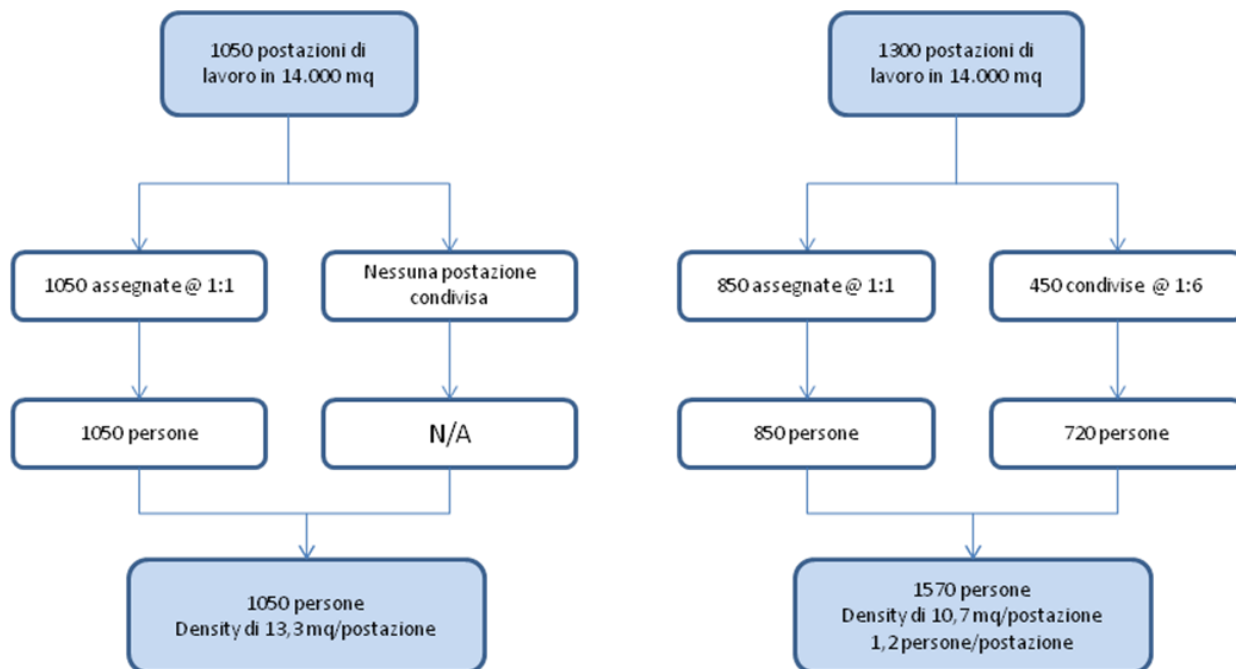 1050 postazioni di
lavoro in 14.000 mq
1050 assegnate @ 1:1
Nessuna postazione
condivisa
1050 persone
N/A
1050 persone
Density di 13,3 mq/postazione
1300 postazioni di
lavoro in 14.000 mq
850 assegnate @ 1:1
450 condivise @ 1:6
850 persone
720 persone
1570 persone
Density di 10,7 mq/postazione
1,2 persone/postazione